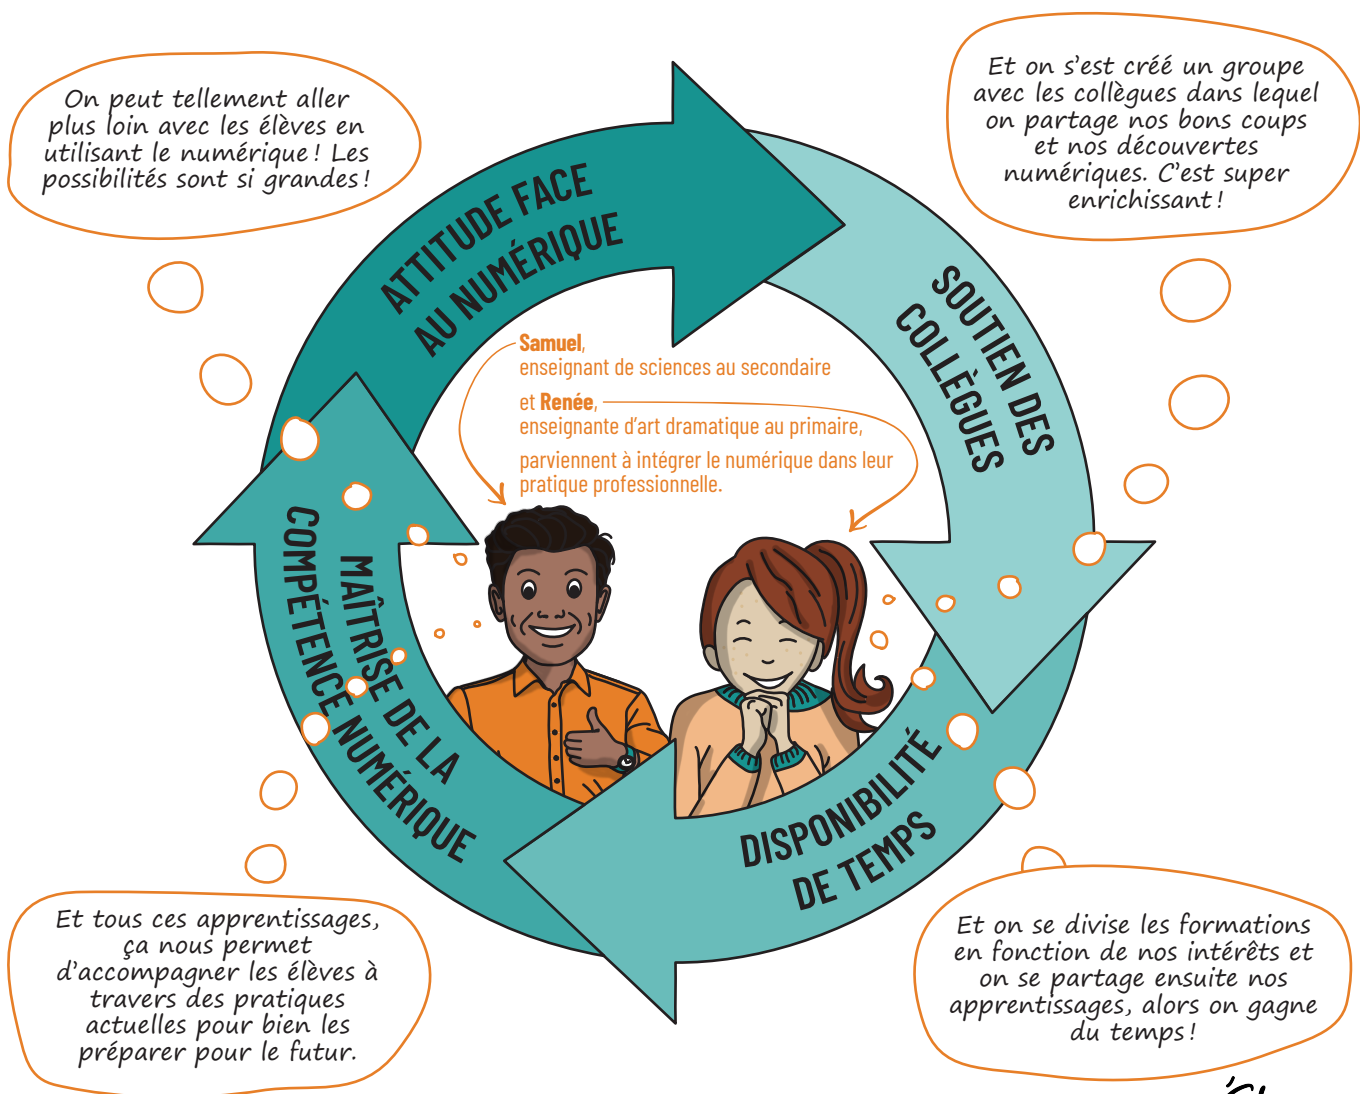 On peut tellement aller
plus loin avec les élèves en
utilisant le numérique ! Les
possibilités sont si grandes !
Et on s'est créé un groupe
avec les collègues dans lequel
on partage nos bons coups
et nos découvertes
numériques. C'est super
enrichissant !
ATTITUDE FACE
AU NUMÉRIQUE
SOUTIEN DES
COLLÈGUES
Samuel,
enseignant de sciences au secondaire
et Renée,
enseignante d'art dramatique au primaire,
parviennent à intégrer le numérique dans leur
pratique professionnelle.
MAÎTRISE DE LA
COMPÉTENCE NUMÉRIQUE
DISPONIBILITÉ
DE TEMPS
Et tous ces apprentissages,
ça nous permet
d'accompagner les élèves à
travers des pratiques
actuelles pour bien les
préparer pour le futur.
Et on se divise les formations
en fonction de nos intérêts et
on se partage ensuite nos
apprentissages, alors on gagne
du temps !